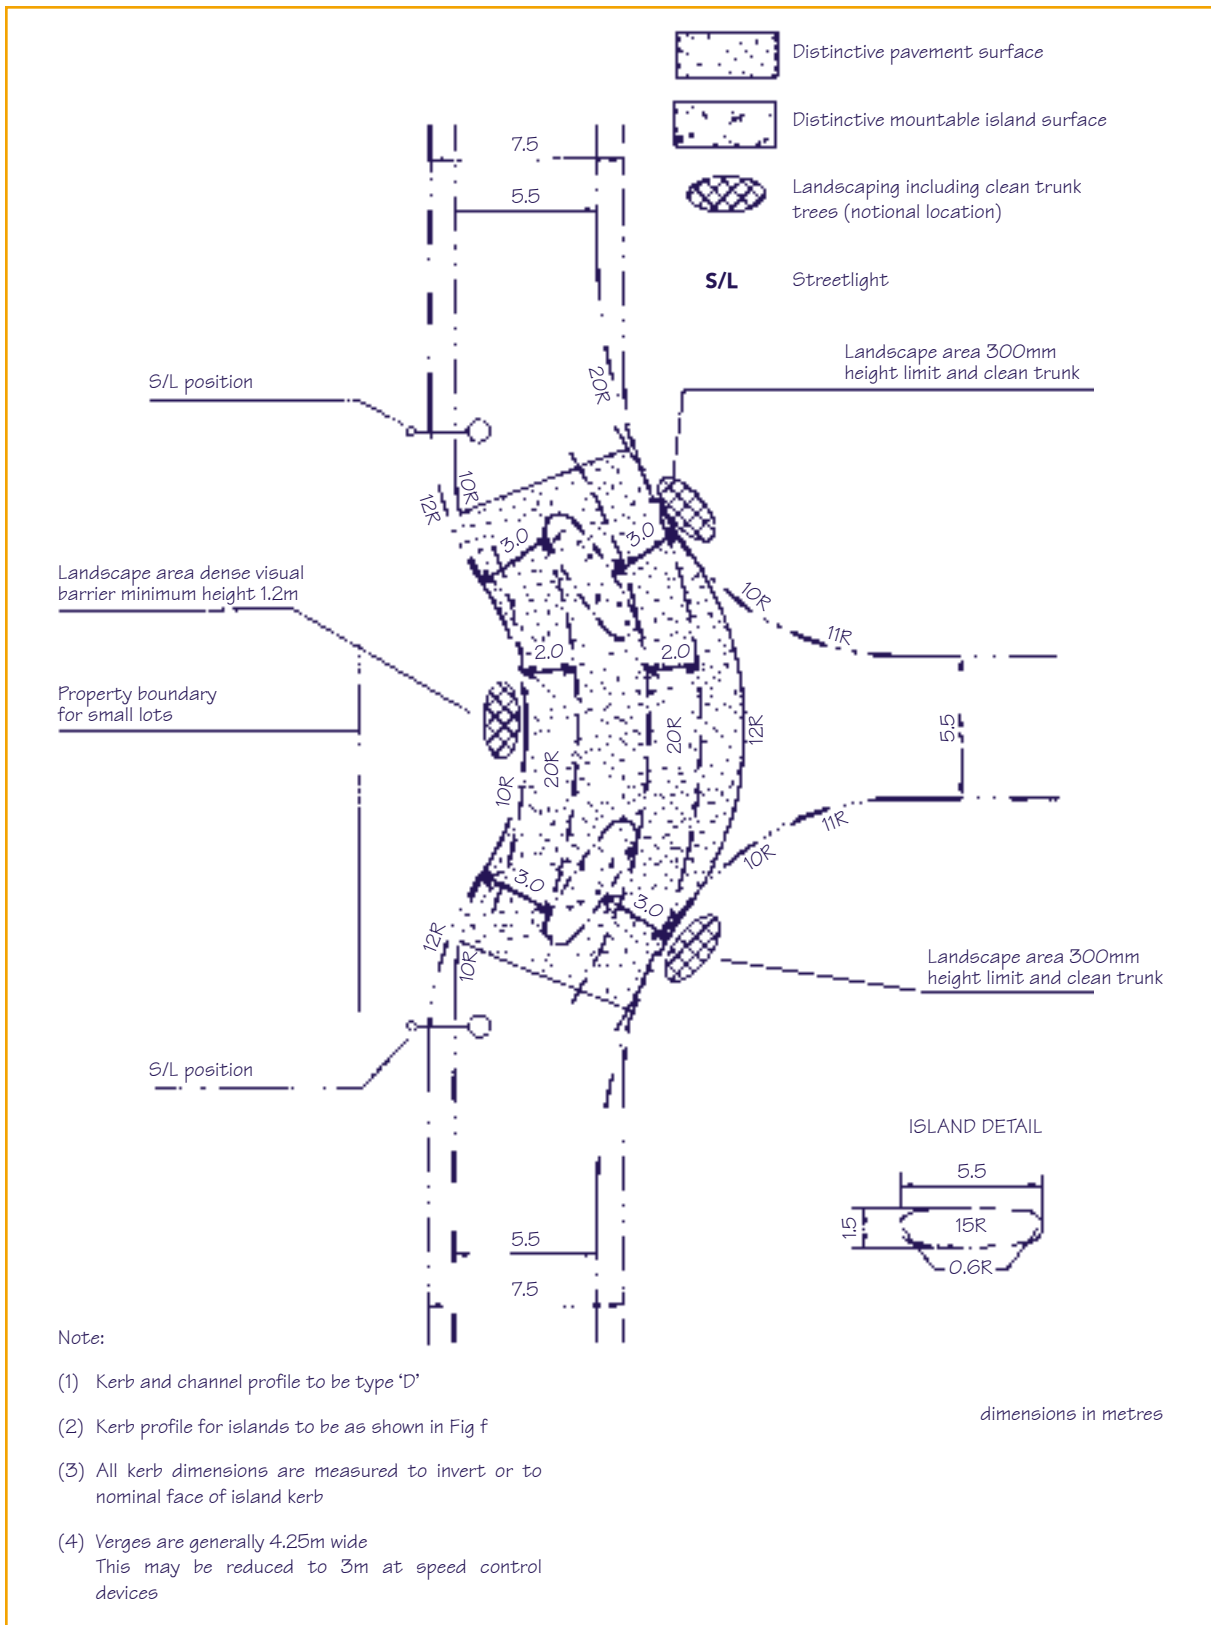 Distinctive pavement surface
Distinctive mountable island surface
Landscaping including clean trunk
trees (notional location)
S/L Streetlight
7.5
5.5
Landscape area 300mm
height limit and clean trunk
S/L position
20R
10R
12R
3.0
3.0
Landscape area dense visual
barrier minimum height 1.2m
10R
11R
2.0
2.0
Property boundary
for small lots
20R
12R
5.5
20R
10R
11R
10R
3.0
3.0
12R
10R
Landscape area 300mm
height limit and clean trunk
S/L position
ISLAND DETAIL
5.5
1.5
15R
0.6R
5.5
7.5
Note:
(1) Kerb and channel profile to be type ‘D’
dimensions in metres
(2) Kerb profile for islands to be as shown in Fig f
(3) All kerb dimensions are measured to invert or to
nominal face of island kerb
(4) Verges are generally 4.25m wide
This may be reduced to 3m at speed control
devices